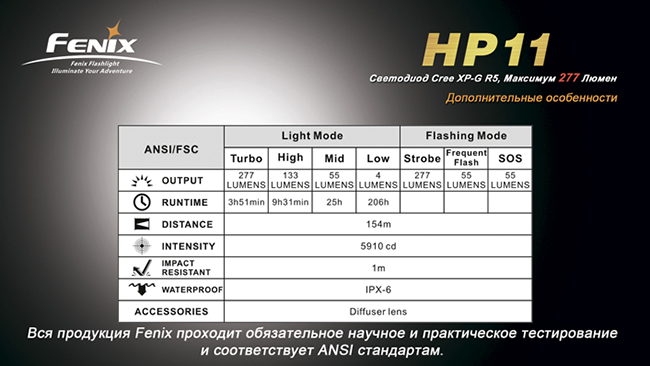 FENIX
Fenix Flashlight
Illuminate Your Adventure
HP11
Светодиод Cree XP-G R5, Максимум 277 Люмен
Дополнительные особенности
ANSI/FSC Light Mode Flashing Mode
Turbo High Mid Low Strobe Frequent Flash SOS
OUTPUT 277 LUMENS 133 LUMENS 55 LUMENS 4 LUMENS 277 LUMENS 55 LUMENS 55 LUMENS
RUNTIME 3h51min 9h31min 25h 206h
DISTANCE 154m
INTENSITY 5910 cd
IMPACT RESISTANT 1m
WATERPROOF IPX-6
ACCESSORIES Diffuser lens
Вся продукция Fenix проходит обязательное научное и практическое тестирование
и соответствует ANSI стандартам.